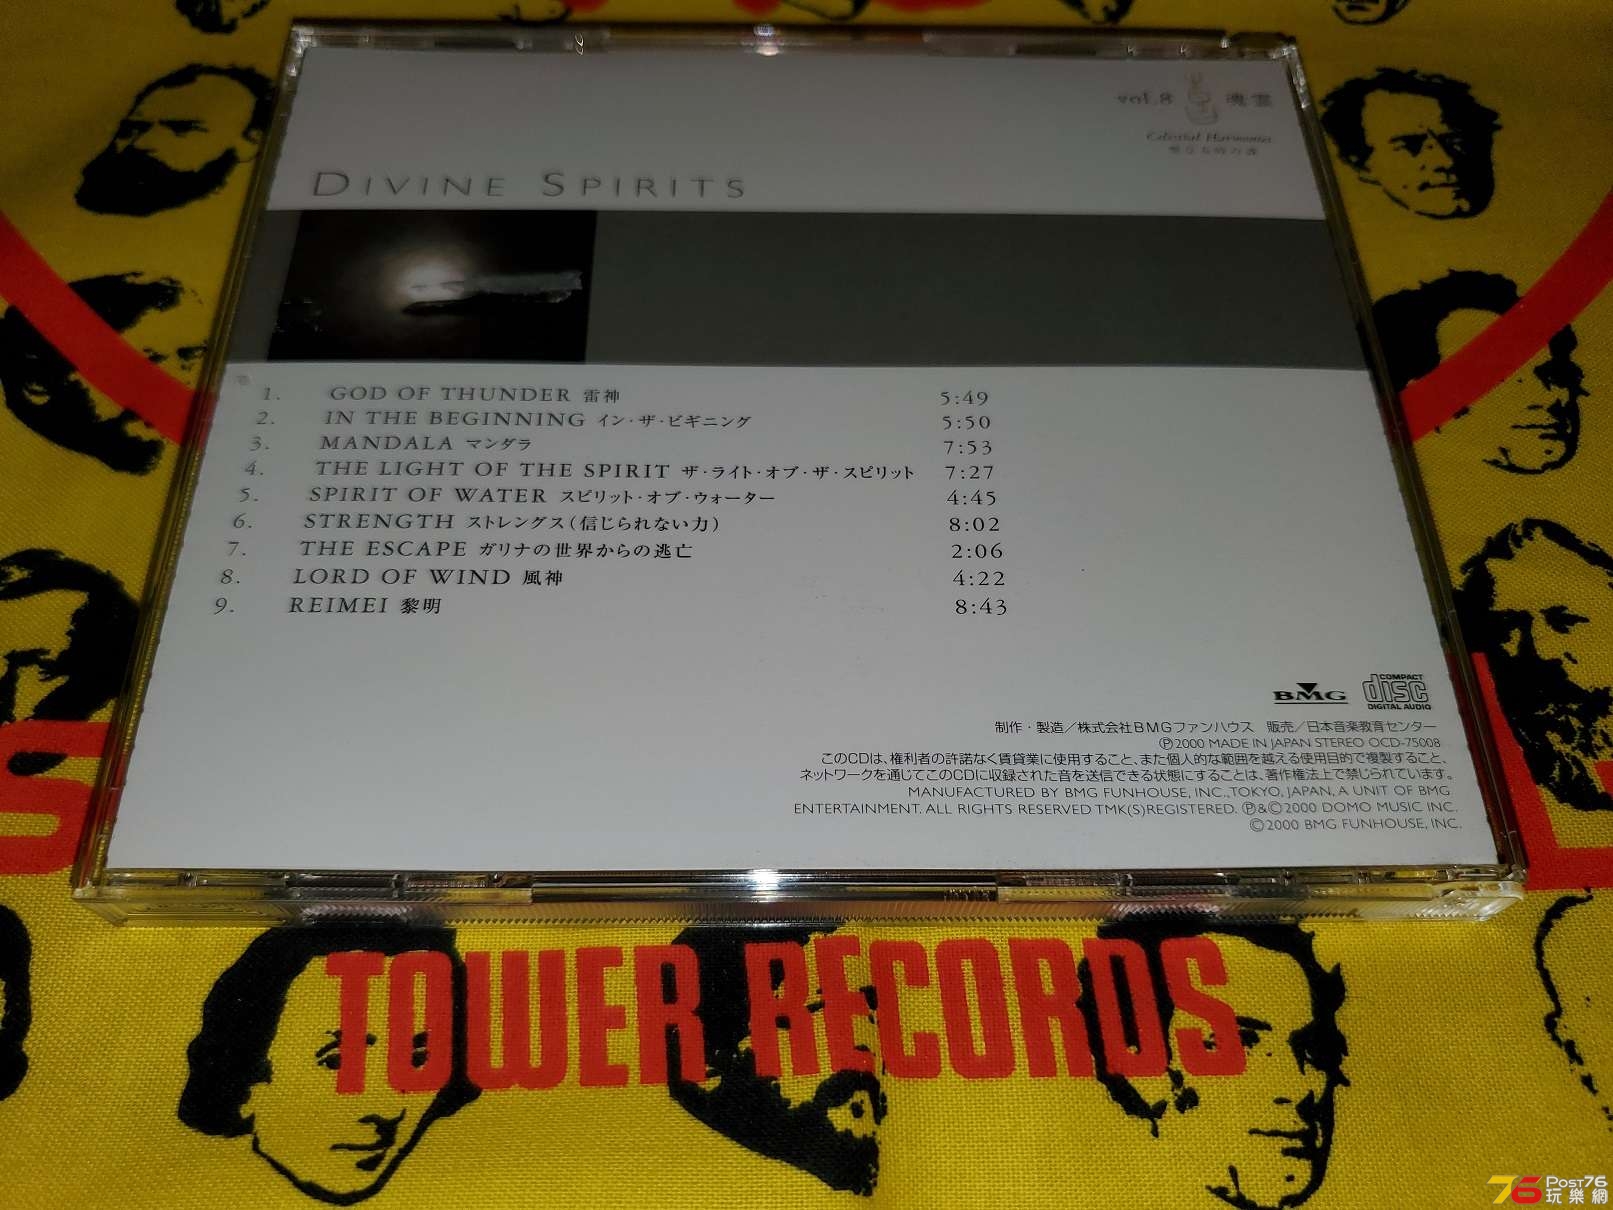 vol.8 魂霊
Celestial Harmonies
DIVINE SPIRITS
1. GOD OF THUNDER 雷神 5:49
2. IN THE BEGINNING イン・ザ・ビギニング 5:50
3. MANDALA マンダラ 7:53
4. THE LIGHT OF THE SPIRIT ザ・ライト・オブ・ザ・スピリット 7:27
5. SPIRIT OF WATER スピリット・オブ・ウォーター 4:45
6. STRENGTH ストレングス(信じられない力) 8:02
7. THE ESCAPE ガリナの世界からの逃亡 2:06
8. LORD OF WIND 風神 4:22
9. REIMEI 黎明 8:43
BMG COMPACT disc DIGITAL AUDIO
制作・製造/株式会社BMGファンハウス 販売/日本音楽教育センター
Ⓟ2000 MADE IN JAPAN STEREO OCD-75008
このCDは、権利者の許諾なく賃貸業に使用すること、また個人的な範囲を越える使用目的で複製すること、
ネットワークを通じてこのCDに収録された音を送信できる状態にすることは、著作権法上で禁じられています。
MANUFACTURED BY BMG FUNHOUSE, INC.,TOKYO, JAPAN, A UNIT OF BMG
ENTERTAINMENT. ALL RIGHTS RESERVED TMK(S)REGISTERED. Ⓟ&©2000 DOMO MUSIC INC.
©2000 BMG FUNHOUSE, INC.
TOWER RECORDS
76 POST76
玩樂網